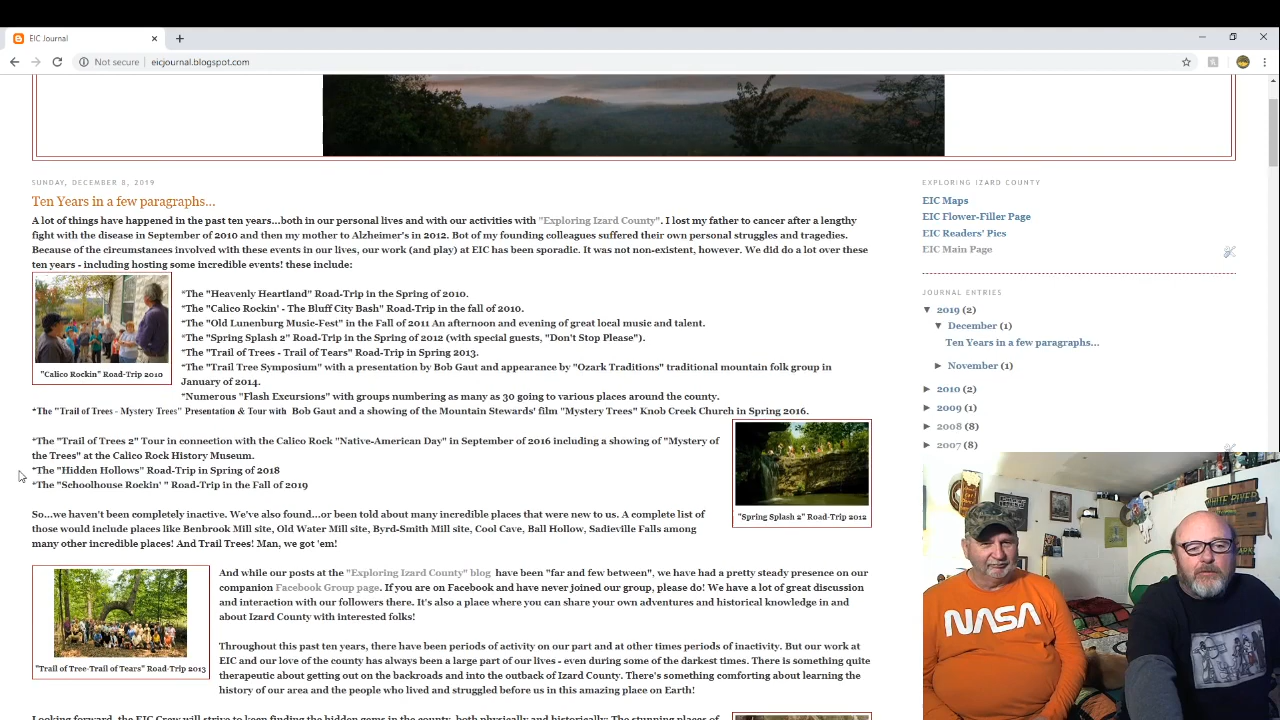 EIC Journal
Not secure | eicjournal.blogspot.com
SUNDAY, DECEMBER 8, 2019
Ten Years in a few paragraphs...
A lot of things have happened in the past ten years...both in our personal lives and with our activities with "Exploring Izard County". I lost my father to cancer after a lengthy
fight with the disease in September of 2010 and then my mother to Alzheimer's in 2012. Bot of my founding colleagues suffered their own personal struggles and tragedies.
Because of the circumstances involved with these events in our lives, our work (and play) at EIC has been sporadic. It was not non-existent, however. We did do a lot over these
ten years - including hosting some incredible events! these include:
*The "Heavenly Heartland" Road-Trip in the Spring of 2010.
*The "Calico Rockin' - The Bluff City Bash" Road-Trip in the fall of 2010.
*The "Old Lunenburg Music-Fest" in the Fall of 2011 An afternoon and evening of great local music and talent.
*The "Spring Splash 2" Road-Trip in the Spring of 2012 (with special guests, "Don't Stop Please").
*The "Trail of Trees - Trail of Tears" Road-Trip in Spring 2013.
*The "Trail Tree Symposium" with a presentation by Bob Gaut and appearance by "Ozark Traditions" traditional mountain folk group in
January of 2014.
*Numerous "Flash Excursions" with groups numbering as many as 30 going to various places around the county.
"Calico Rockin" Road-Trip 2010
*The "Trail of Trees - Mystery Trees" Presentation & Tour with Bob Gaut and a showing of the Mountain Stewards' film "Mystery Trees" Knob Creek Church in Spring 2016.
*The "Trail of Trees 2" Tour in connection with the Calico Rock "Native-American Day" in September of 2016 including a showing of "Mystery of
the Trees" at the Calico Rock History Museum.
*The "Hidden Hollows" Road-Trip in Spring of 2018
*The "Schoolhouse Rockin' " Road-Trip in the Fall of 2019
"Spring Splash 2" Road-Trip 2012
So...we haven't been completely inactive. We've also found...or been told about many incredible places that were new to us. A complete list of
those would include places like Benbrook Mill site, Old Water Mill site, Byrd-Smith Mill site, Cool Cave, Ball Hollow, Sadieville Falls among
many other incredible places! And Trail Trees! Man, we got 'em!
And while our posts at the "Exploring Izard County" blog have been "far and few between", we have had a pretty steady presence on our
companion Facebook Group page. If you are on Facebook and have never joined our group, please do! We have a lot of great discussion
and interaction with our followers there. It's also a place where you can share your own adventures and historical knowledge in and
about Izard County with interested folks!
"Trail of Tree-Trail of Tears" Road-Trip 2013
Throughout this past ten years, there have been periods of activity on our part and at other times periods of inactivity. But our work at
EIC and our love of the county has always been a large part of our lives - even during some of the darkest times. There is something quite
therapeutic about getting out on the backroads and into the outback of Izard County. There's something comforting about learning the
history of our area and the people who lived and struggled before us in this amazing place on Earth!
Looking forward, the EIC Crew will strive to keep finding the hidden gems in the county, both physically and historically: The stunning places of
EXPLORING IZARD COUNTY
EIC Maps
EIC Flower-Filler Page
EIC Readers' Pics
EIC Main Page
JOURNAL ENTRIES
▼ 2019 (2)
▼ December (1)
Ten Years in a few paragraphs...
► November (1)
► 2010 (2)
► 2009 (1)
► 2008 (8)
► 2007 (8)
NASA
WHITE RIVER